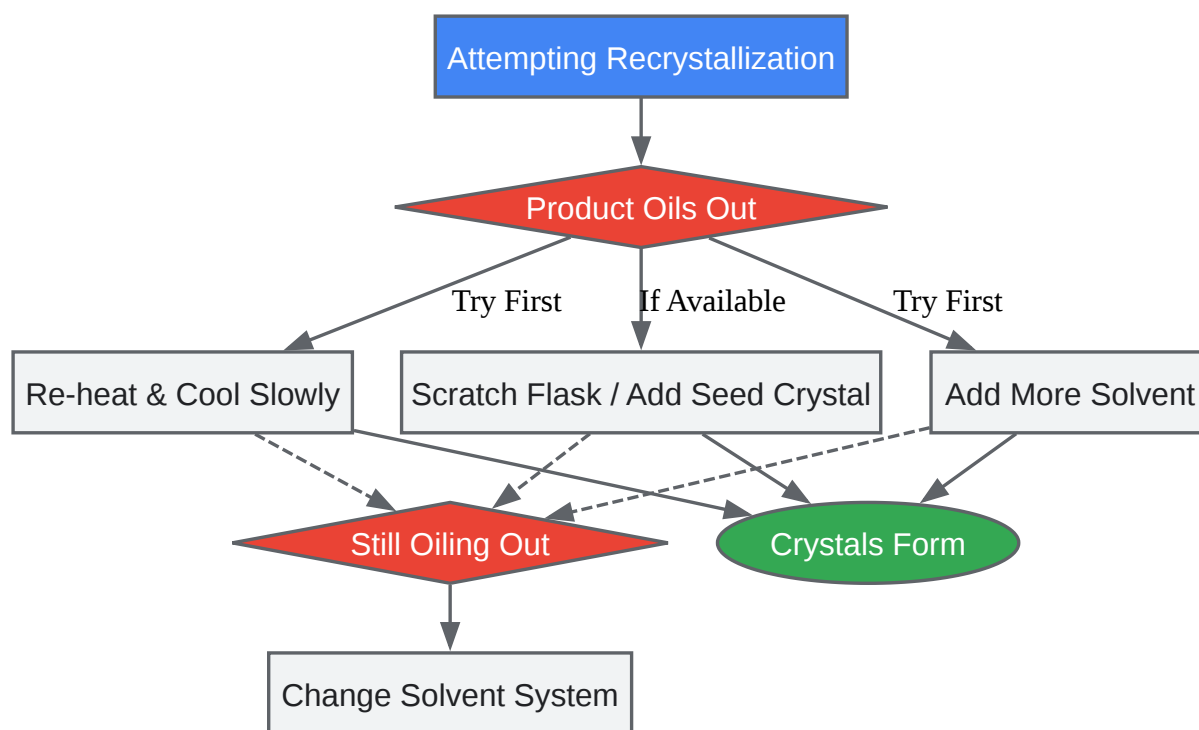 Attempting Recrystallization
Product Oils Out
Try First
If Available
Try First
Re-heat & Cool Slowly
Scratch Flask / Add Seed Crystal
Add More Solvent
Still Oiling Out
Crystals Form
Change Solvent System